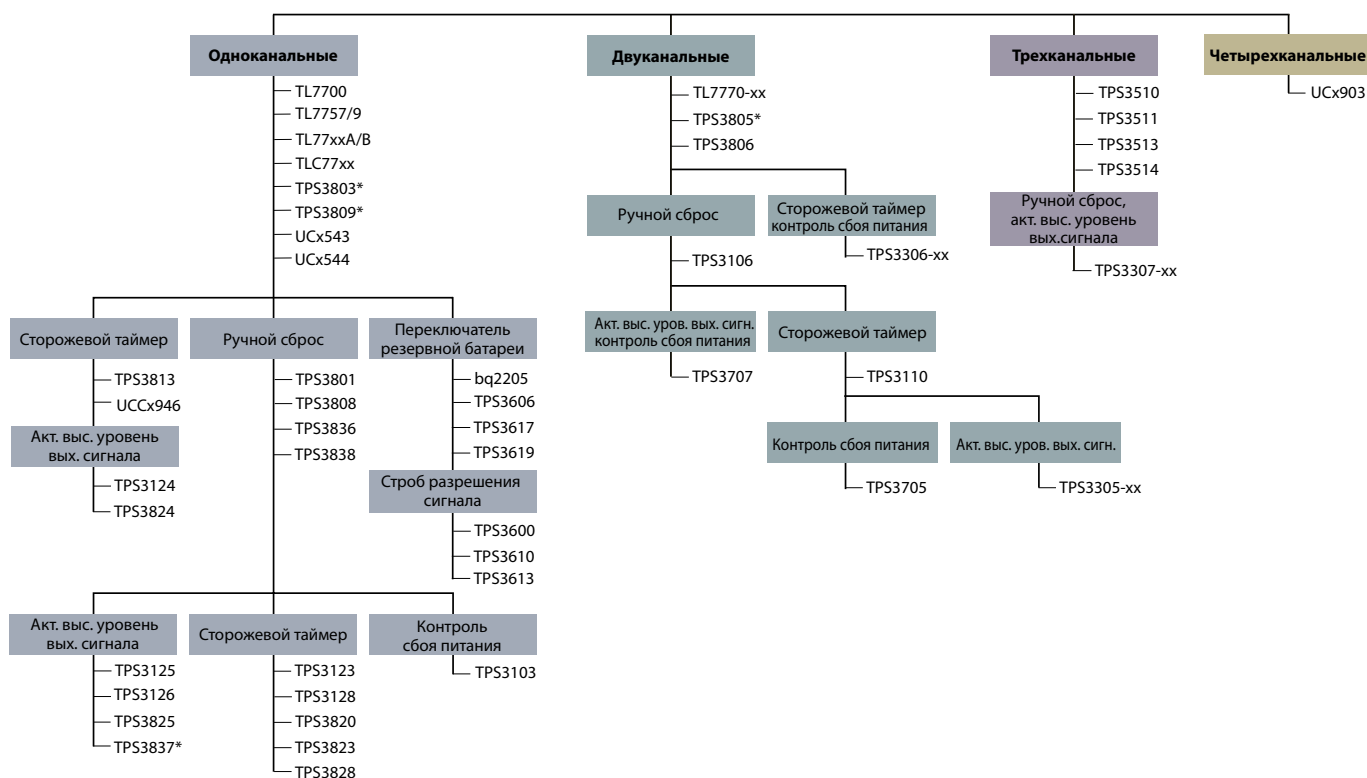 Одноканальные
TL7700
TL7757/9
TL77xxA/B
TLC77xx
TPS3803*
TPS3809*
UCx543
UCx544
Сторожевой таймер
TPS3813
UCCx946
Акт. выс. уровень
вых. сигнала
TPS3124
TPS3824
Ручной сброс
TPS3801
TPS3808
TPS3836
TPS3838
Переключатель
резервной батареи
bq2205
TPS3606
TPS3617
TPS3619
Строб разрешения
сигнала
TPS3600
TPS3610
TPS3613
Акт. выс. уровень
вых. сигнала
TPS3125
TPS3126
TPS3825
TPS3837*
Сторожевой таймер
TPS3123
TPS3128
TPS3820
TPS3823
TPS3828
Контроль
сбоя питания
TPS3103
Двуканальные
TL7770-xx
TPS3805*
TPS3806
Ручной сброс
TPS3106
Сторожевой таймер
контроль сбоя питания
TPS3306-xx
Акт. выс. уров. вых. сигн.
контроль сбоя питания
TPS3707
Сторожевой таймер
TPS3110
Контроль сбоя питания
TPS3705
Акт. выс. уров. вых. сигн.
TPS3305-xx
Трехканальные
TPS3510
TPS3511
TPS3513
TPS3514
Ручной сброс,
акт. выс. уровень
вых.сигнала
TPS3307-xx
Четырехканальные
UCx903